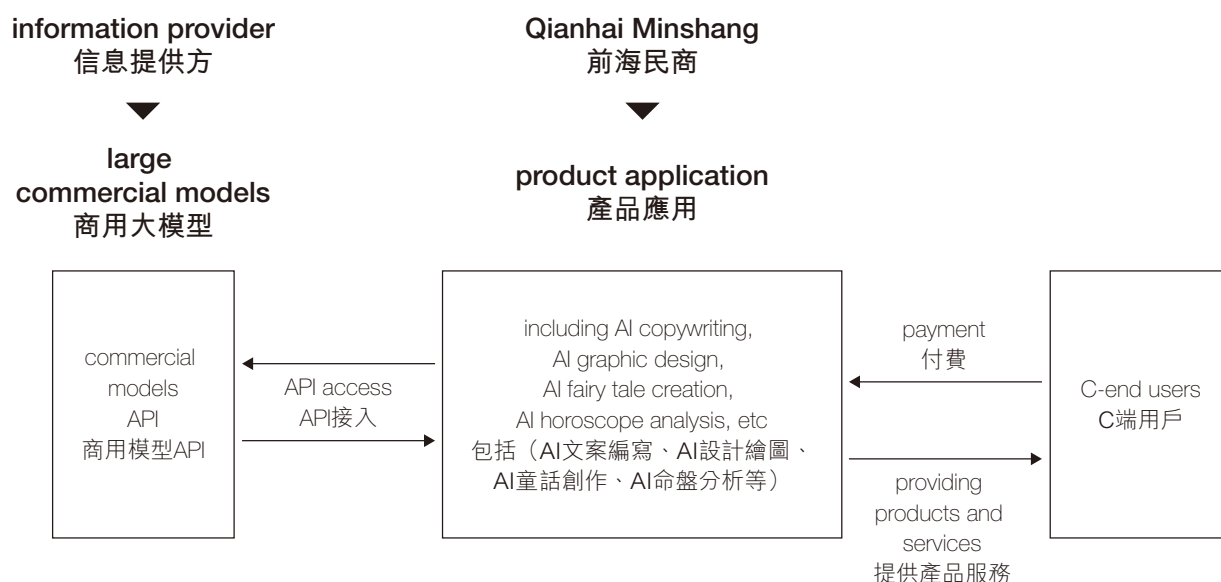 information provider
信息提供方
large
commercial models
商用大模型
Qianhai Minshang
前海民商
product application
產品應用
commercial
models
API
商用模型API
API access
API接入
including AI copywriting,
AI graphic design,
AI fairy tale creation,
AI horoscope analysis, etc
包括（AI文案編寫、AI設計繪圖、
AI童話創作、AI命盤分析等）
payment
付費
providing
products and
services
提供產品服務
C-end users
C端用戶